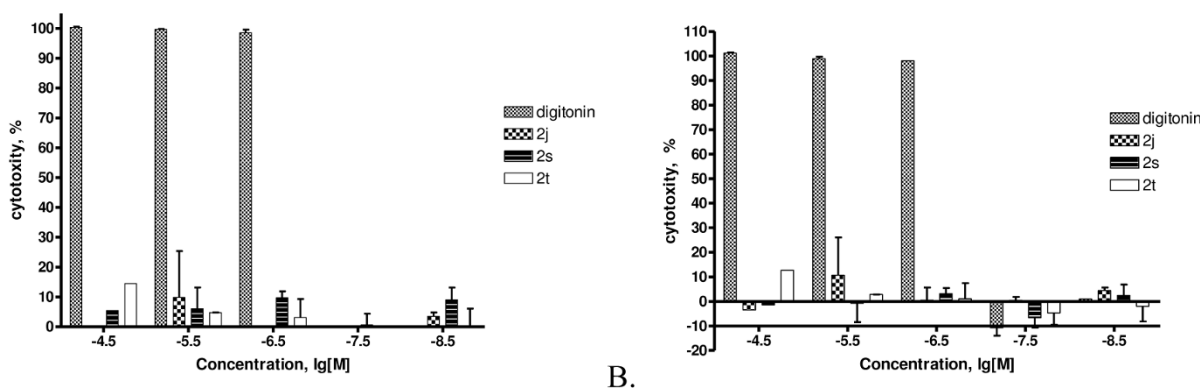 100
90
80
70
60
50
40
30
20
10
0
cytotoxity, %
-4.5 -5.5 -6.5 -7.5 -8.5
Concentration, lg[M]
digitonin
2j
2s
2t
B.
110
100
90
80
70
60
50
40
30
20
10
0
-10
-20
cytotoxity, %
-4.5 -5.5 -6.5 -7.5 -8.5
Concentration, lg[M]
digitonin
2j
2s
2t